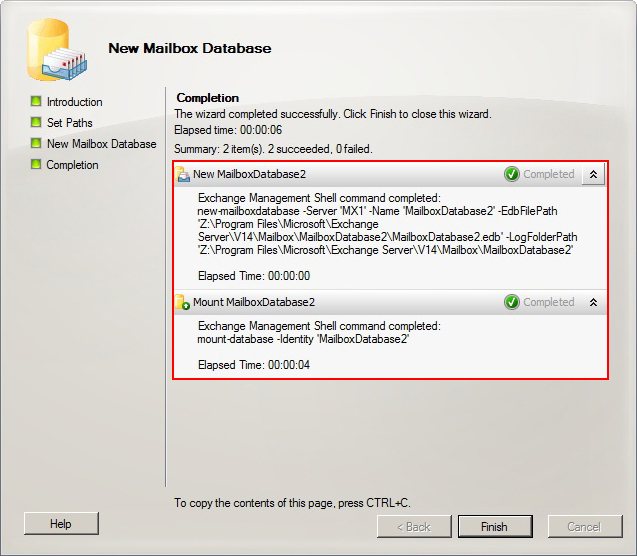 New Mailbox Database
Introduction
Set Paths
New Mailbox Database
Completion
Completion
The wizard completed successfully. Click Finish to close this wizard.
Elapsed time: 00:00:06
Summary: 2 item(s). 2 succeeded, 0 failed.
New MailboxDatabase2 Completed
Exchange Management Shell command completed:
new-mailboxdatabase -Server 'MX1' -Name 'MailboxDatabase2' -EdbFilePath
'Z:\Program Files\Microsoft\Exchange
Server\V14\Mailbox\MailboxDatabase2\MailboxDatabase2.edb' -LogFolderPath
'Z:\Program Files\Microsoft\Exchange Server\V14\Mailbox\MailboxDatabase2'
Elapsed Time: 00:00:00
Mount MailboxDatabase2 Completed
Exchange Management Shell command completed:
mount-database -Identity 'MailboxDatabase2'
Elapsed Time: 00:00:04
To copy the contents of this page, press CTRL+C.
Help < Back Finish Cancel